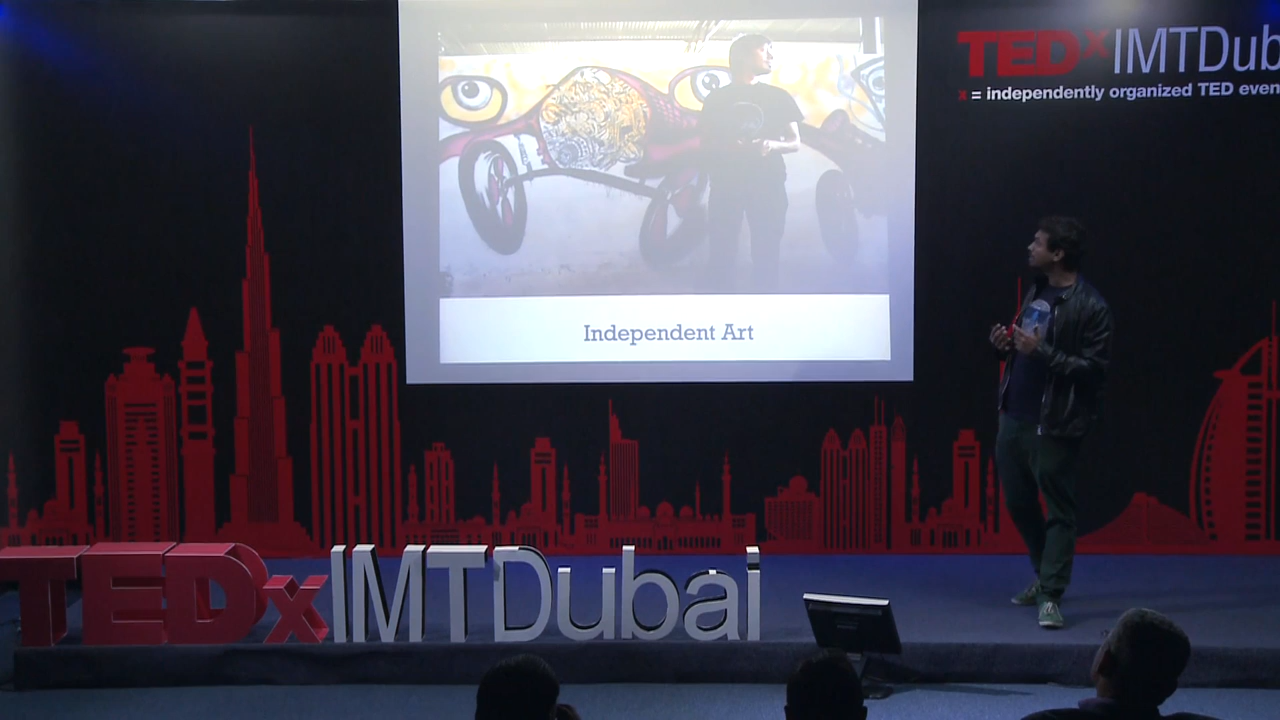 TEDxIMTDub
x = independently organized TED even
Independent Art
TEDxIMTDubai